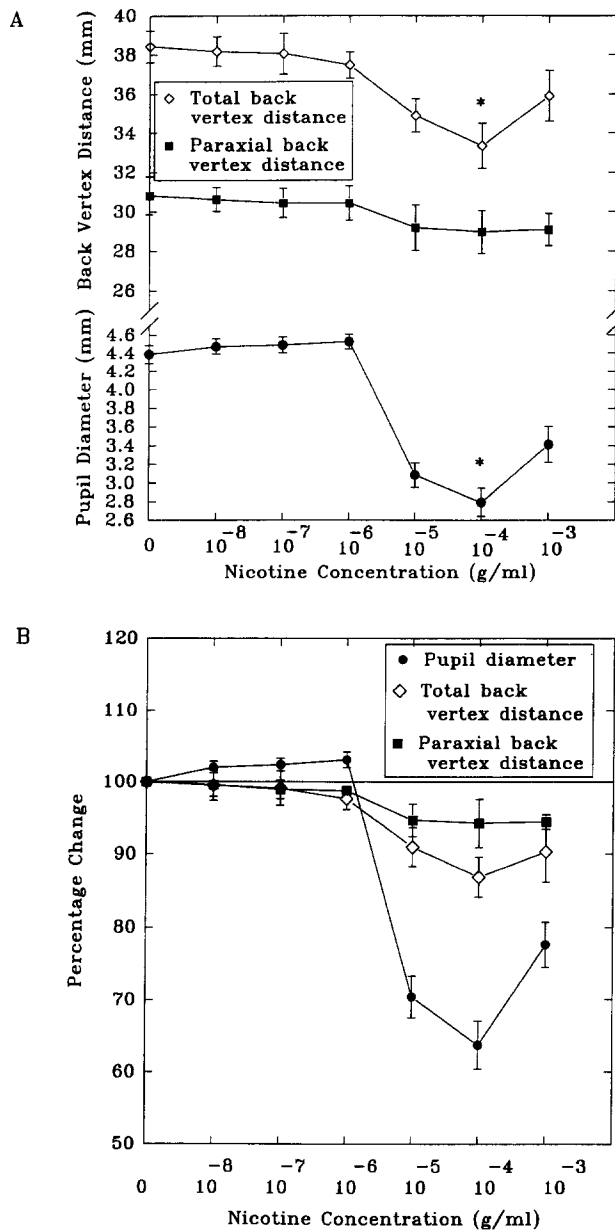 A
Back Vertex Distance (mm)
40
38
36
34
32
30
28
26
Total back
vertex distance
Paraxial back
vertex distance
*
Pupil Diameter (mm)
4.6
4.4
4.2
4.0
3.8
3.6
3.4
3.2
3.0
2.8
2.6
*
0 10^-8 10^-7 10^-6 10^-5 10^-4 10^-3
Nicotine Concentration (g/ml)
B
Percentage Change
120
110
100
90
80
70
60
50
Pupil diameter
Total back
vertex distance
Paraxial back
vertex distance
0 10^-8 10^-7 10^-6 10^-5 10^-4 10^-3
Nicotine Concentration (g/ml)